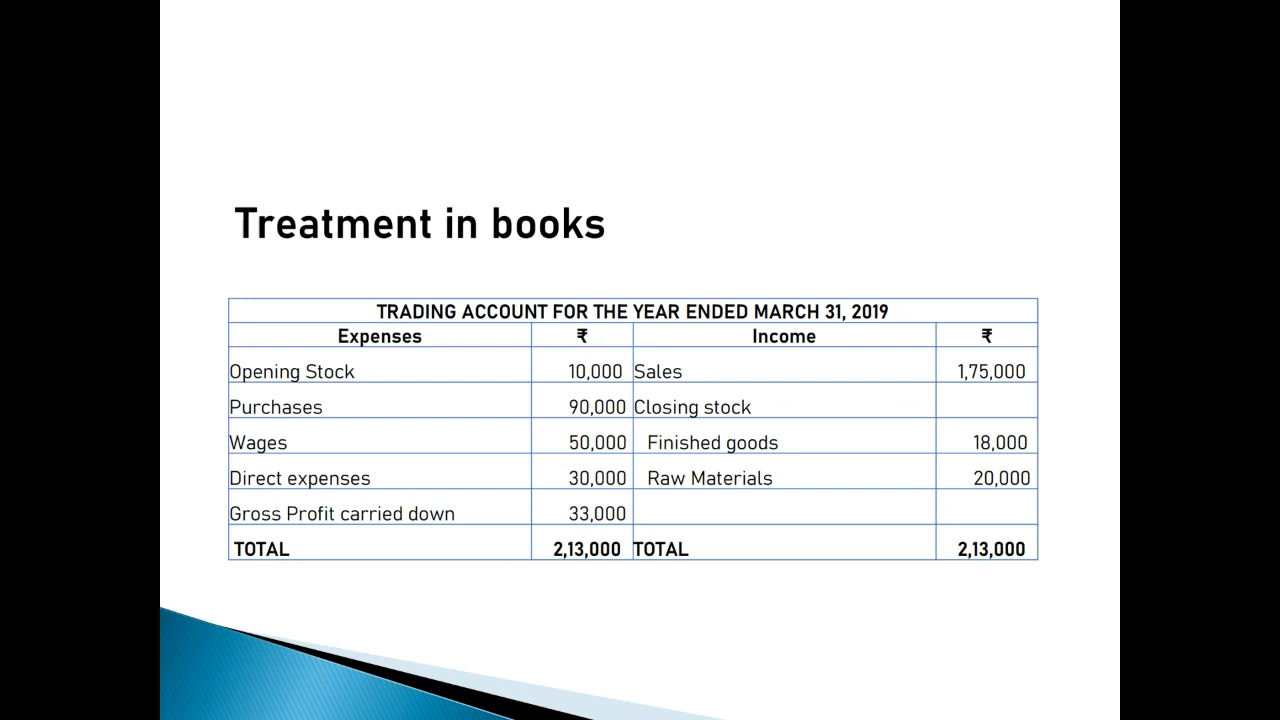 Treatment in books
TRADING ACCOUNT FOR THE YEAR ENDED MARCH 31, 2019
Expenses ₹ Income ₹
Opening Stock 10,000 Sales 1,75,000
Purchases 90,000 Closing stock
Wages 50,000 Finished goods 18,000
Direct expenses 30,000 Raw Materials 20,000
Gross Profit carried down 33,000
TOTAL 2,13,000 TOTAL 2,13,000